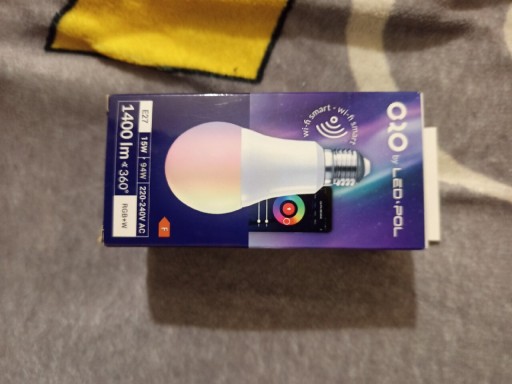 ORO by LED-POL
wi-fi smart • wi-fi smart
E27 15W - 94W 220-240V AC
1400 lm ∢ 360° RGB+W
F